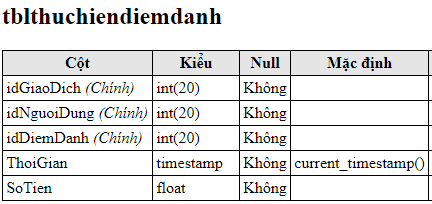 tblthuchiendiemdanh
Cột Kiểu Null Mặc định
idGiaoDich (Chính) int(20) Không
idNguoiDung (Chính) int(20) Không
idDiemDanh (Chính) int(20) Không
ThoiGian timestamp Không current_timestamp()
SoTien float Không